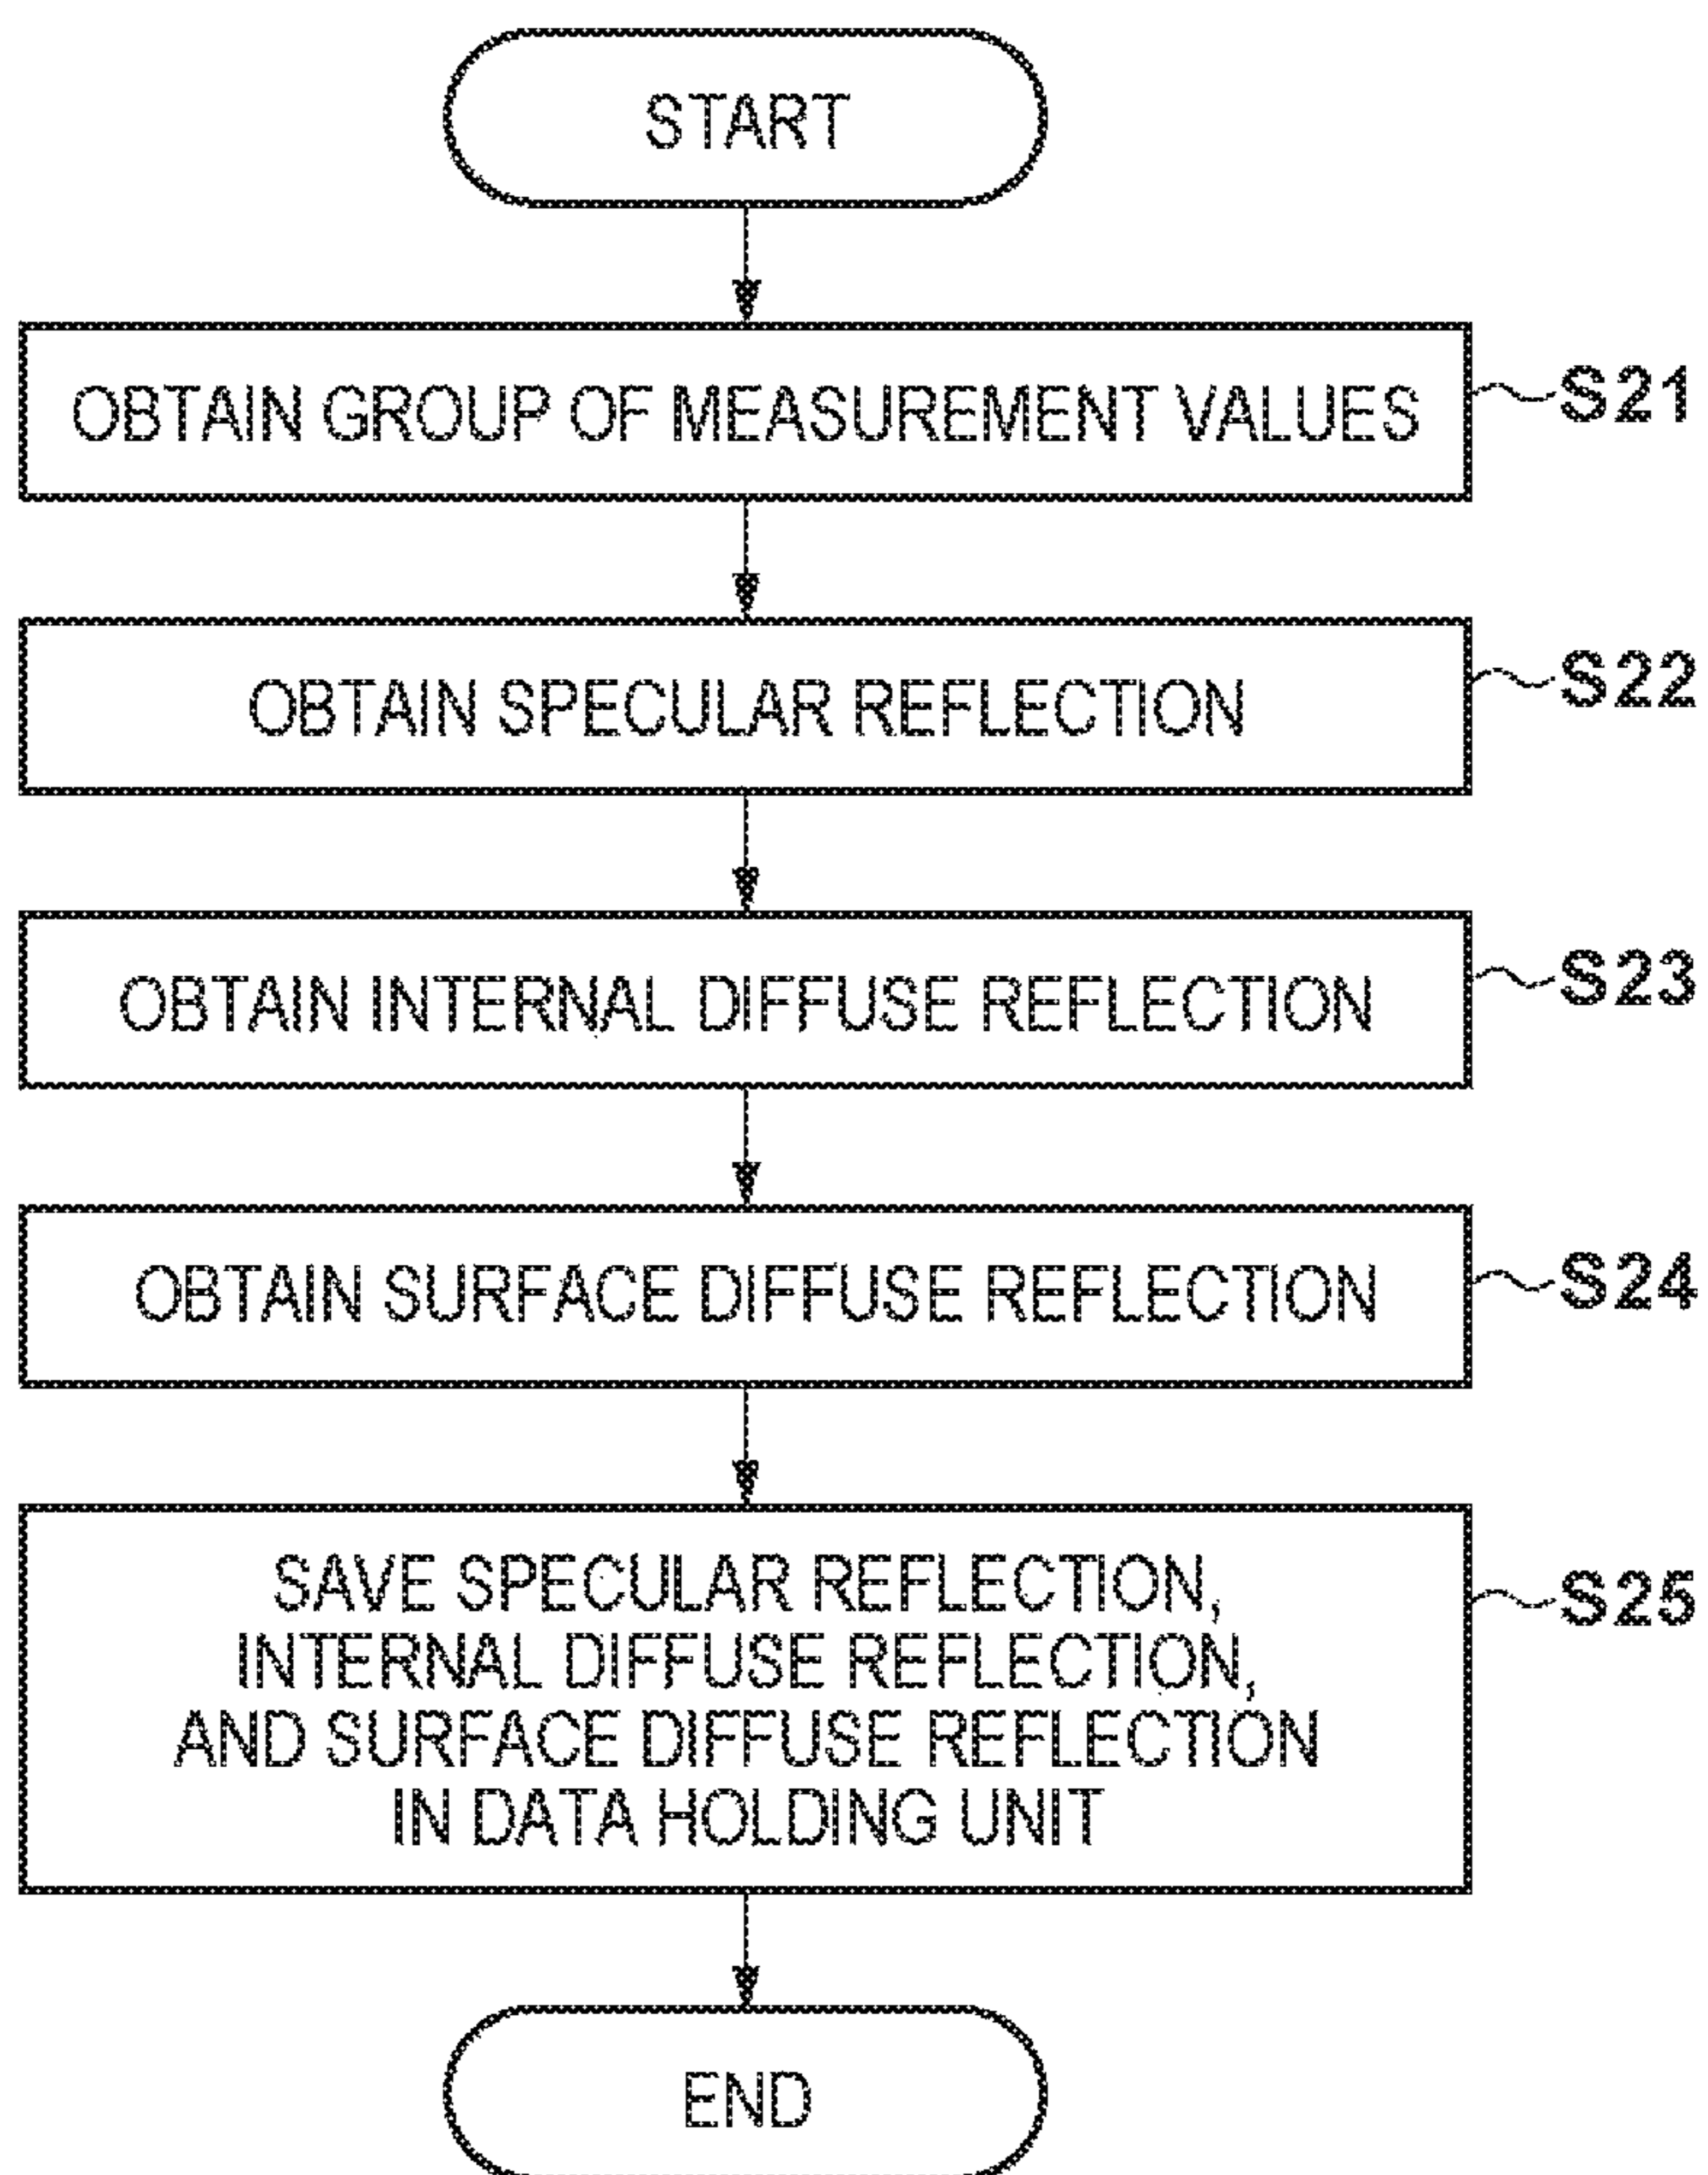 START
OBTAIN GROUP OF MEASUREMENT VALUES
S21
OBTAIN SPECULAR REFLECTION
S22
OBTAIN INTERNAL DIFFUSE REFLECTION
S23
OBTAIN SURFACE DIFFUSE REFLECTION
S24
SAVE SPECULAR REFLECTION,
INTERNAL DIFFUSE REFLECTION,
AND SURFACE DIFFUSE REFLECTION
IN DATA HOLDING UNIT
S25
END